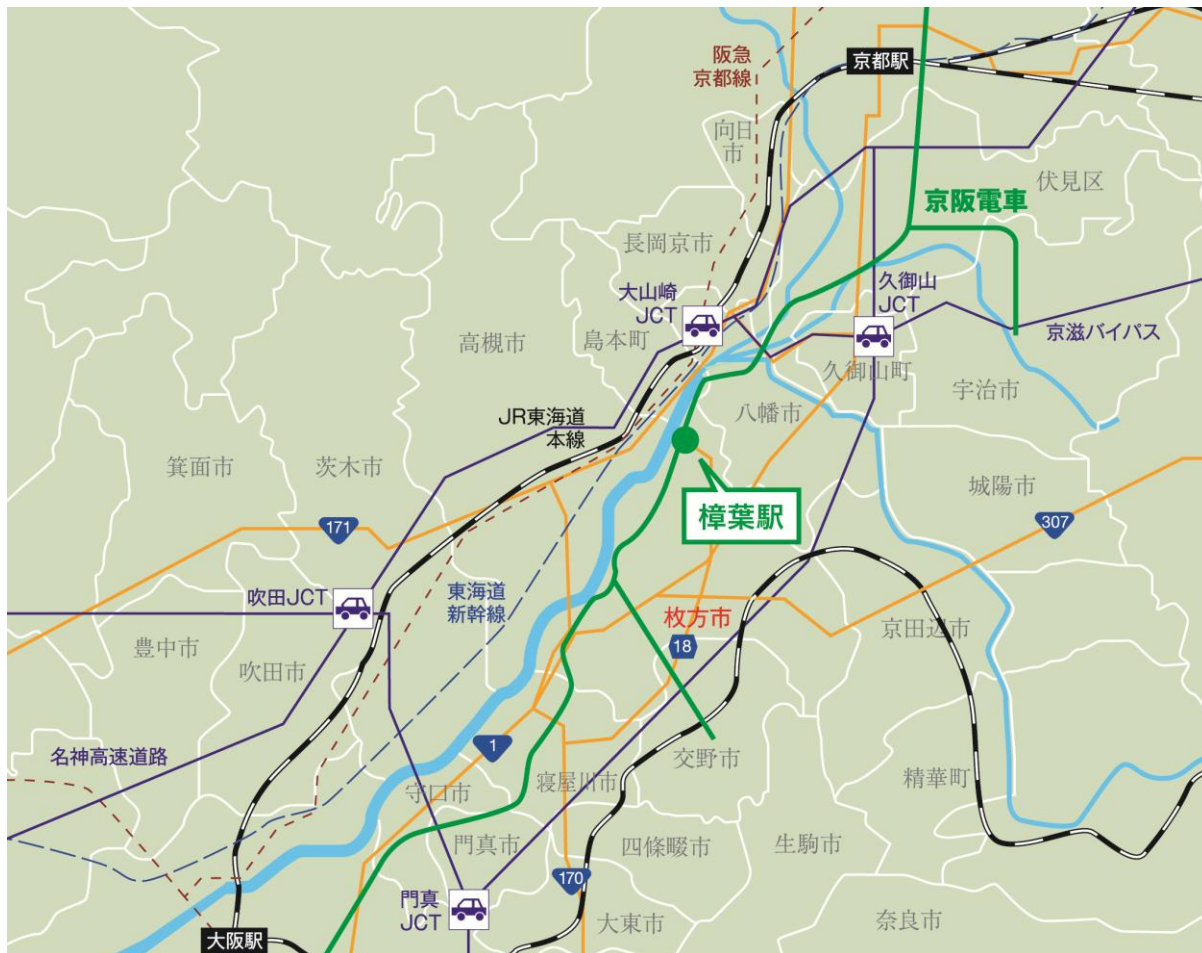 阪急
京都線
京都駅
向日
市
伏見区
京阪電車
長岡京市
大山崎
JCT
久御山
JCT
高槻市
島本町
京滋バイパス
久御山町
宇治市
八幡市
JR東海道
本線
箕面市
茨木市
城陽市
樟葉駅
171
307
東海道
新幹線
吹田JCT
枚方市
京田辺市
18
豊中市
吹田市
名神高速道路
1
交野市
精華町
守口市
寝屋川市
門真市
四條畷市
生駒市
170
門真
JCT
大東市
奈良市
大阪駅